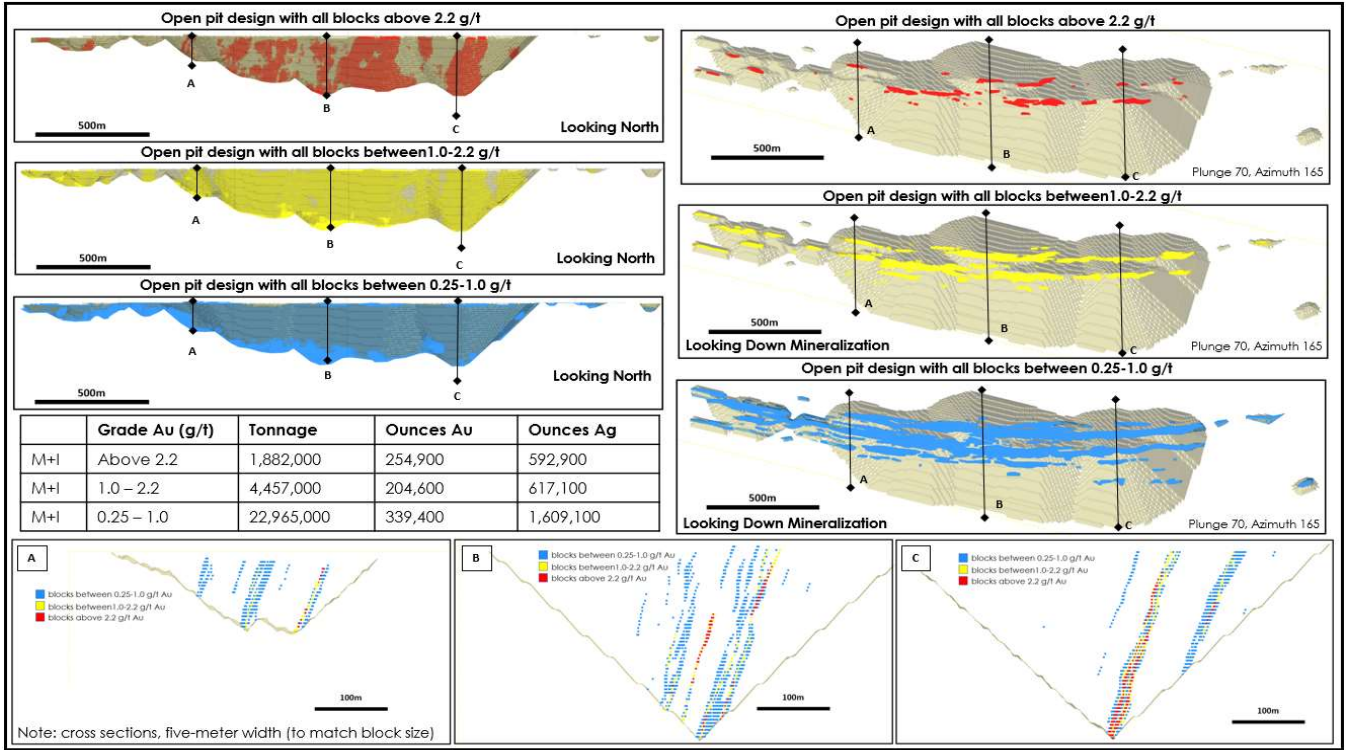 Open pit design with all blocks above 2.2 g/t
A
B
C
500m
Looking North
Open pit design with all blocks between1.0-2.2 g/t
A
B
C
500m
Looking North
Open pit design with all blocks between 0.25-1.0 g/t
A
B
C
500m
Looking North
Grade Au (g/t) Tonnage Ounces Au Ounces Ag
M+I Above 2.2 1,882,000 254,900 592,900
M+I 1.0 – 2.2 4,457,000 204,600 617,100
M+I 0.25 – 1.0 22,965,000 339,400 1,609,100
Open pit design with all blocks above 2.2 g/t
A
B
C
500m
Plunge 70, Azimuth 165
Open pit design with all blocks between1.0-2.2 g/t
A
B
C
500m
Looking Down Mineralization
Plunge 70, Azimuth 165
Open pit design with all blocks between 0.25-1.0 g/t
A
B
C
500m
Looking Down Mineralization
Plunge 70, Azimuth 165
A
blocks between 0.25-1.0 g/t Au
blocks between1.0-2.2 g/t Au
blocks above 2.2 g/t Au
100m
Note: cross sections, five-meter width (to match block size)
B
blocks between 0.25-1.0 g/t Au
blocks between1.0-2.2 g/t Au
blocks above 2.2 g/t Au
100m
C
blocks between 0.25-1.0 g/t Au
blocks between1.0-2.2 g/t Au
blocks above 2.2 g/t Au
100m